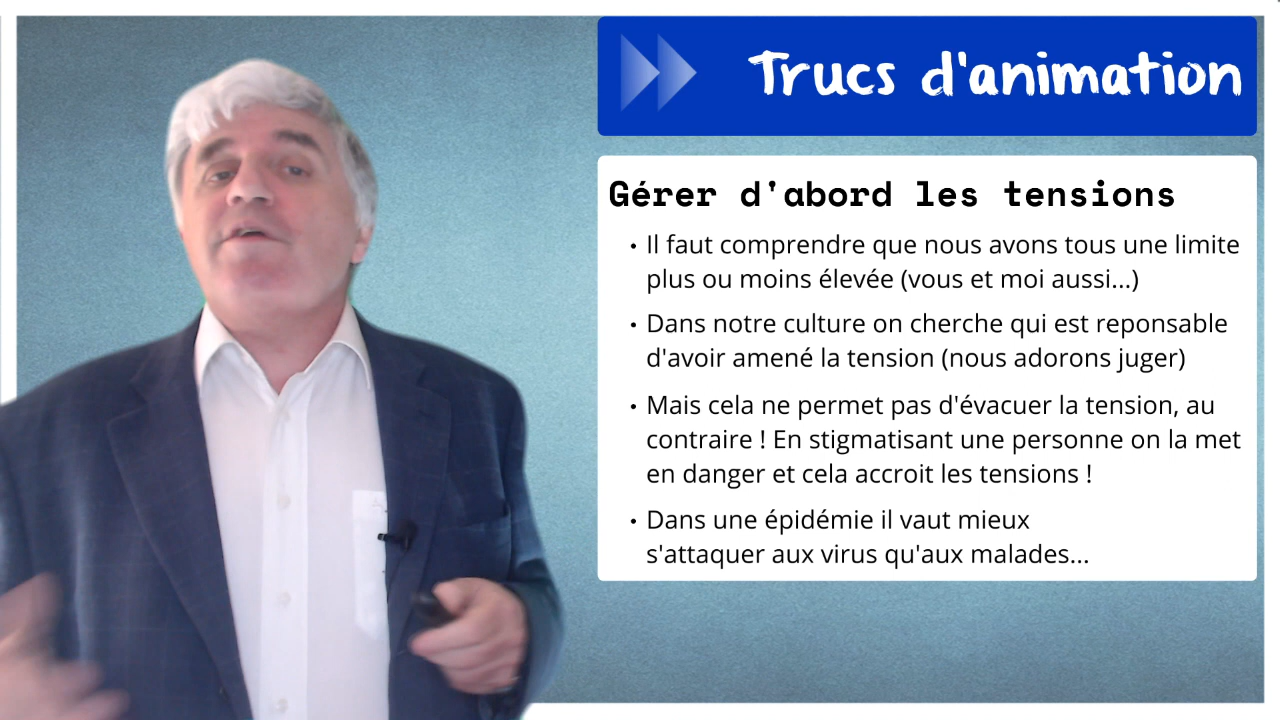 Trucs d'animation
Gérer d'abord les tensions
• Il faut comprendre que nous avons tous une limite
plus ou moins élevée (vous et moi aussi...)
• Dans notre culture on cherche qui est reponsable
d'avoir amené la tension (nous adorons juger)
• Mais cela ne permet pas d'évacuer la tension, au
contraire ! En stigmatisant une personne on la met
en danger et cela accroit les tensions !
• Dans une épidémie il vaut mieux
s'attaquer aux virus qu'aux malades...